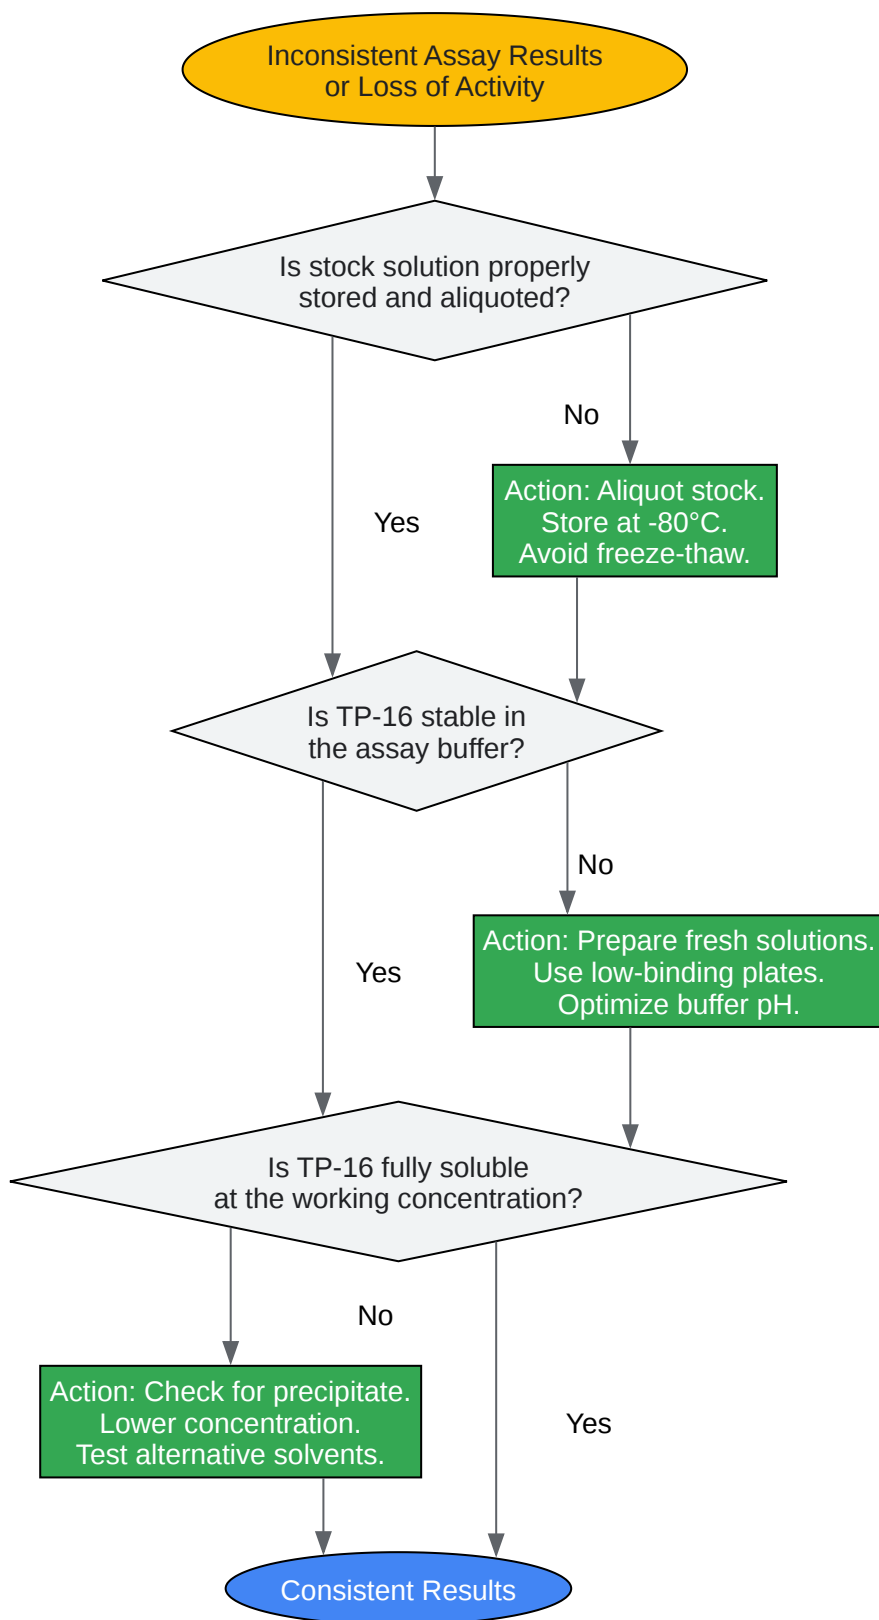 Inconsistent Assay Results
or Loss of Activity
Is stock solution properly
stored and aliquoted?
No
Action: Aliquot stock.
Store at -80°C.
Avoid freeze-thaw.
Yes
Is TP-16 stable in
the assay buffer?
No
Action: Prepare fresh solutions.
Use low-binding plates.
Optimize buffer pH.
Yes
Is TP-16 fully soluble
at the working concentration?
No
Action: Check for precipitate.
Lower concentration.
Test alternative solvents.
Yes
Consistent Results